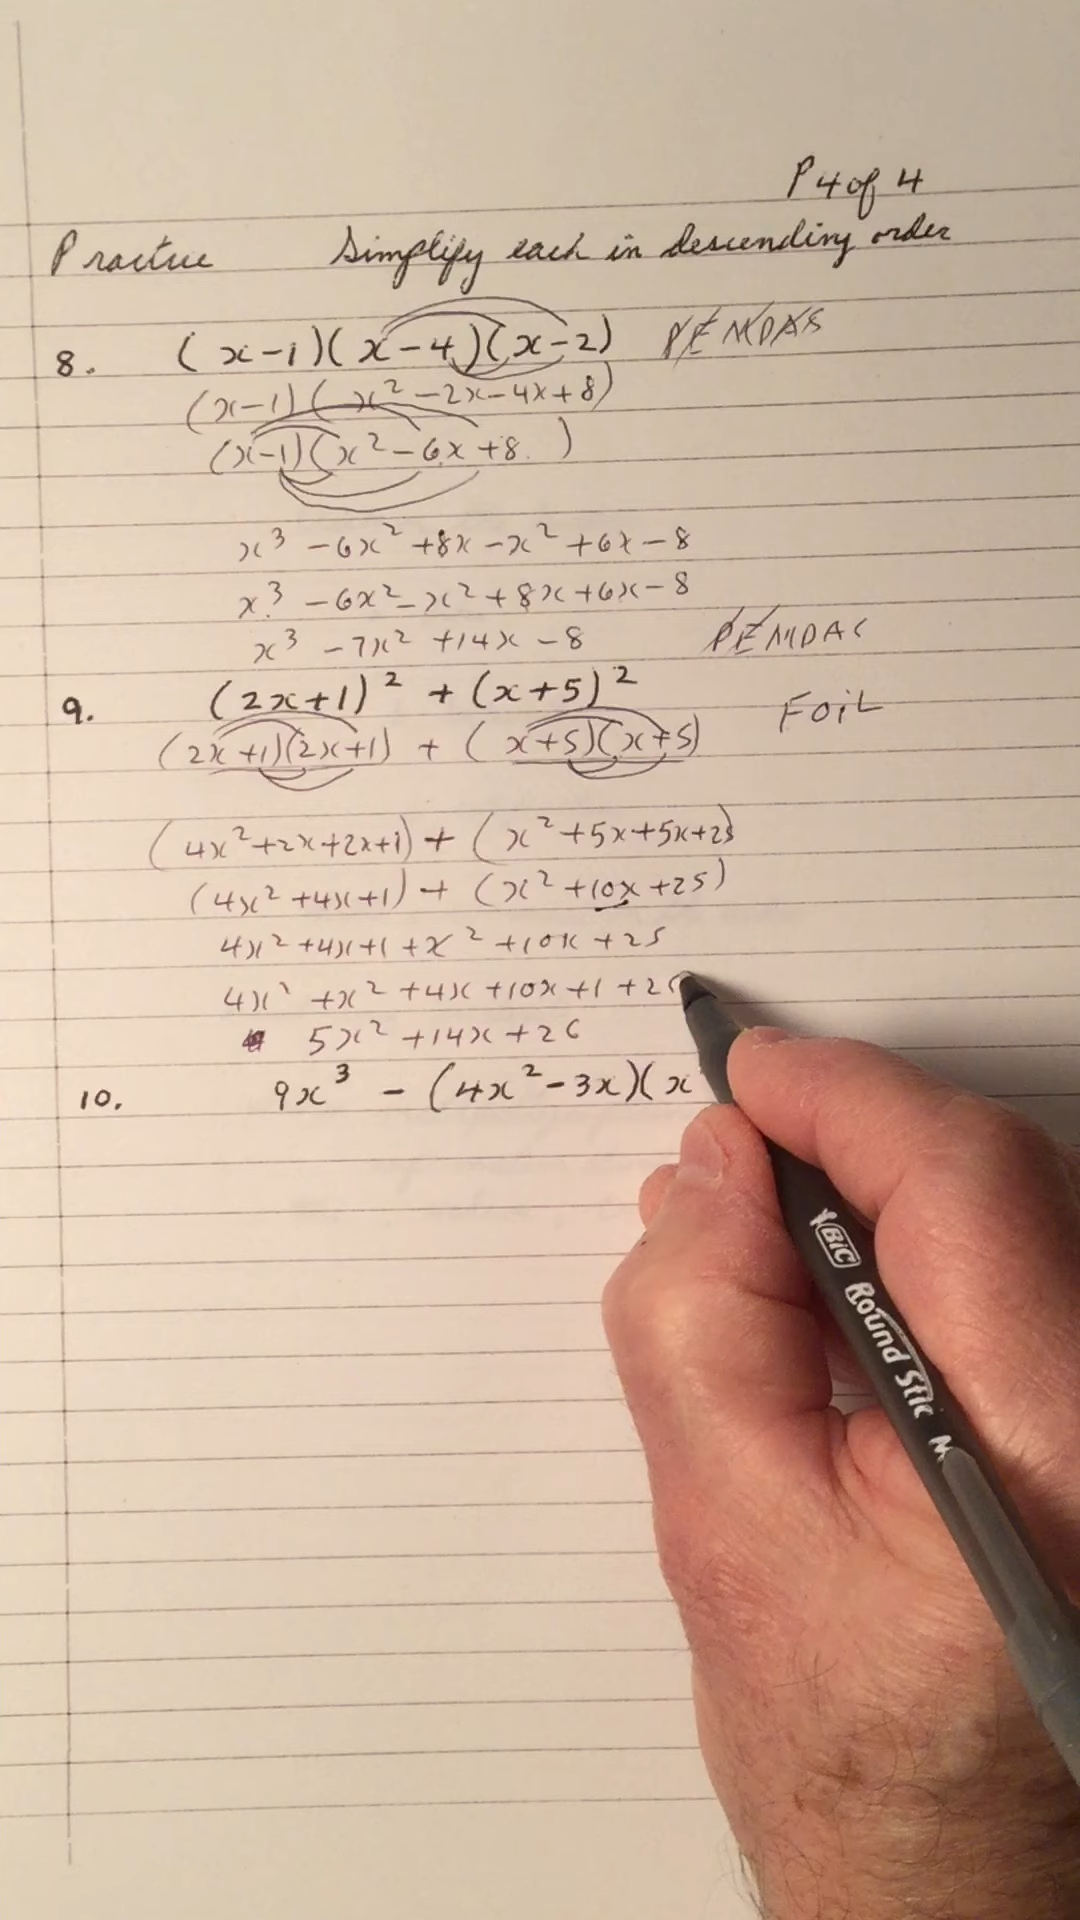 P 4 of 4
Practice Simplify each in descending order
8. (x-1)(x-4)(x-2) PEMDAS
(x-1)(x²-2x-4x+8)
(x-1)(x²-6x+8)
x³-6x²+8x-x²+6x-8
x³-6x²-x²+8x+6x-8
x³-7x²+14x-8 PEMDAS
9. (2x+1)²+(x+5)²
(2x+1)(2x+1)+(x+5)(x+5) FOIL
(4x²+2x+2x+1)+(x²+5x+5x+25)
(4x²+4x+1)+(x²+10x+25)
4x²+4x+1+x²+10x+25
4x²+x²+4x+10x+1+25
5x²+14x+26
10. 9x³-(4x²-3x)(x
BIC Round Stic M